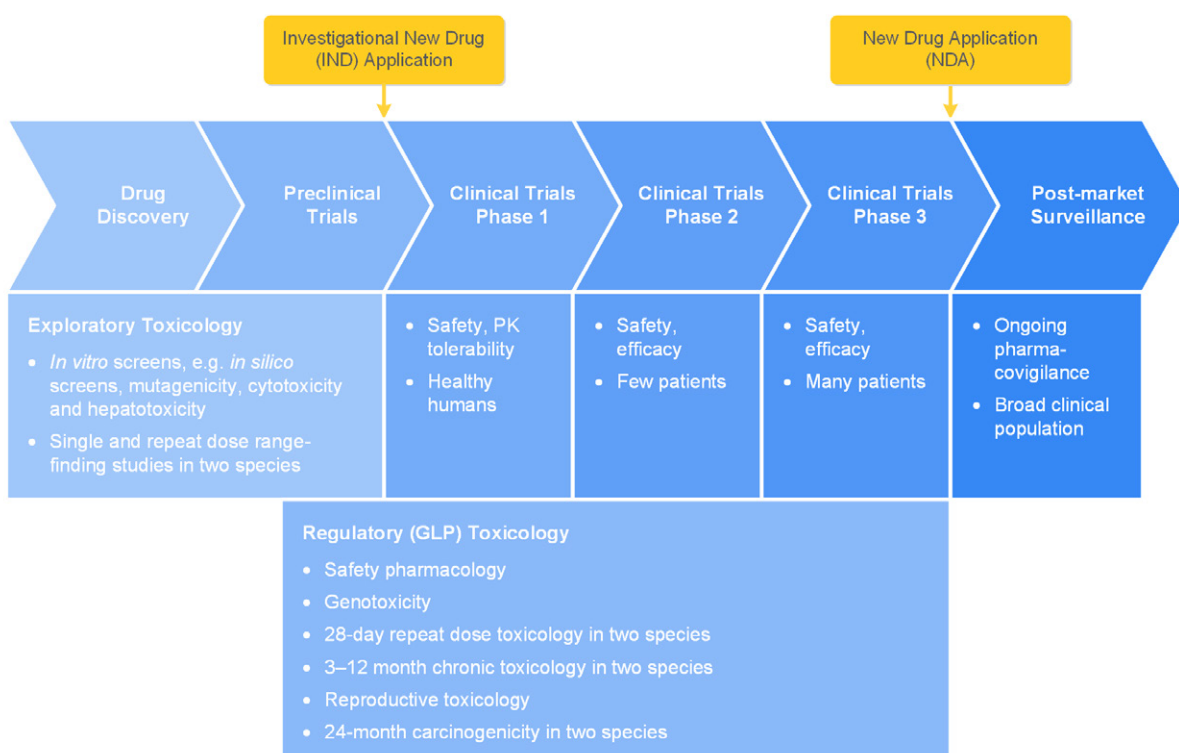 Investigational New Drug
(IND) Application
New Drug Application
(NDA)
Drug
Discovery
Preclinical
Trials
Clinical Trials
Phase 1
Clinical Trials
Phase 2
Clinical Trials
Phase 3
Post-market
Surveillance
Exploratory Toxicology
• In vitro screens, e.g. in silico
screens, mutagenicity, cytotoxicity
and hepatotoxicity
• Single and repeat dose range-
finding studies in two species
• Safety, PK
tolerability
• Healthy
humans
• Safety,
efficacy
• Few patients
• Safety,
efficacy
• Many patients
• Ongoing
pharma-
covigilance
• Broad clinical
population
Regulatory (GLP) Toxicology
• Safety pharmacology
• Genotoxicity
• 28-day repeat dose toxicology in two species
• 3–12 month chronic toxicology in two species
• Reproductive toxicology
• 24-month carcinogenicity in two species